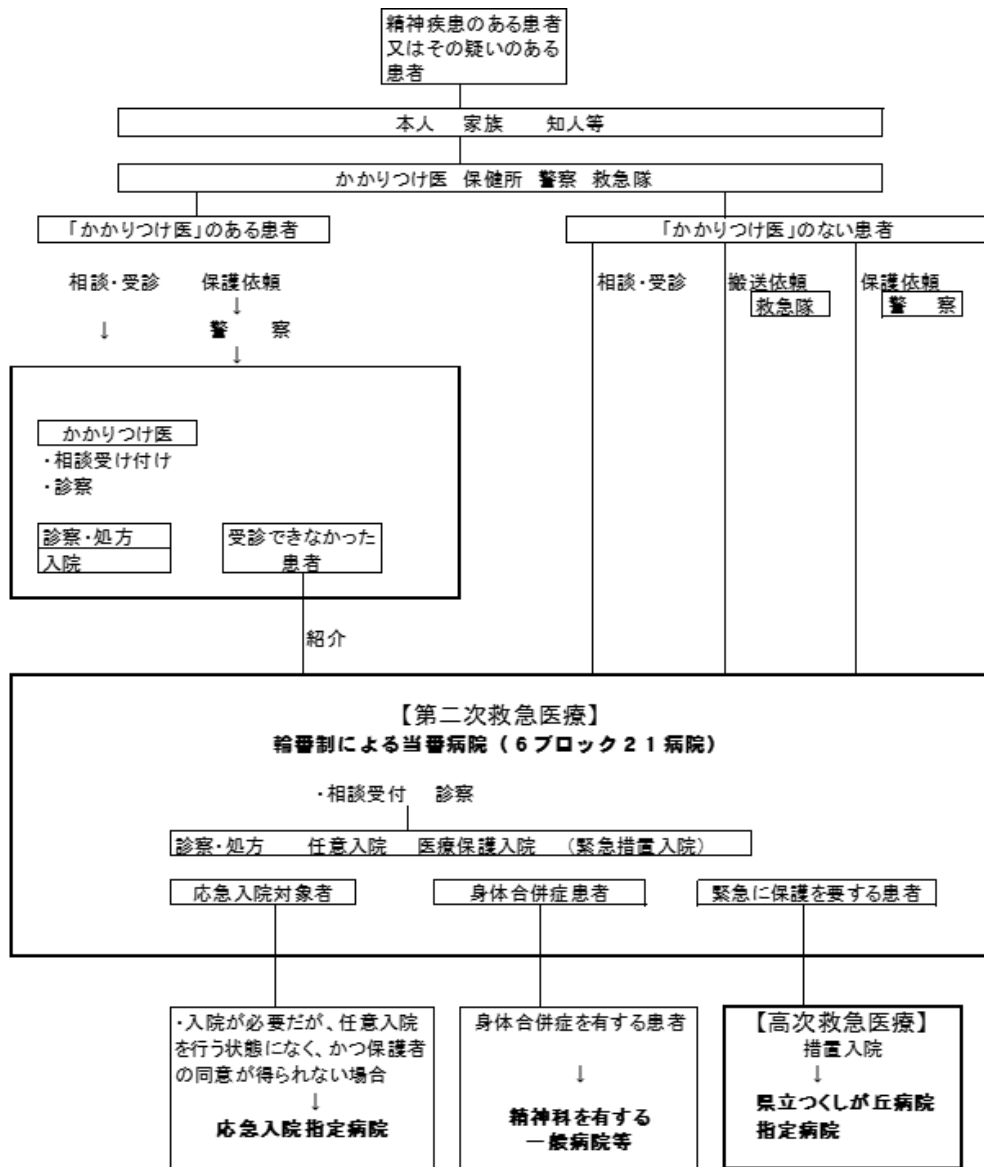 精神疾患のある患者
又はその疑いのある
患者
本人　家族　　知人等
かかりつけ医　保健所　警察　救急隊
「かかりつけ医」のある患者
「かかりつけ医」のない患者
相談・受診　　保護依頼
相談・受診　　搬送依頼　　保護依頼
↓
救急隊　　警　察
↓　　警　　察
↓
かかりつけ医
・相談受け付け
・診察
診察・処方
入院
受診できなかった
患者
紹介
【第二次救急医療】
輪番制による当番病院（６ブロック２１病院）
・相談受付　診察
診察・処方　　任意入院　　医療保護入院　（緊急措置入院）
応急入院対象者
身体合併症患者
緊急に保護を要する患者
・入院が必要だが、任意入院
を行う状態になく、かつ保護者
の同意が得られない場合
↓
応急入院指定病院
身体合併症を有する患者
↓
精神科を有する
一般病院等
【高次救急医療】
措置入院
↓
県立つくしが丘病院
指定病院